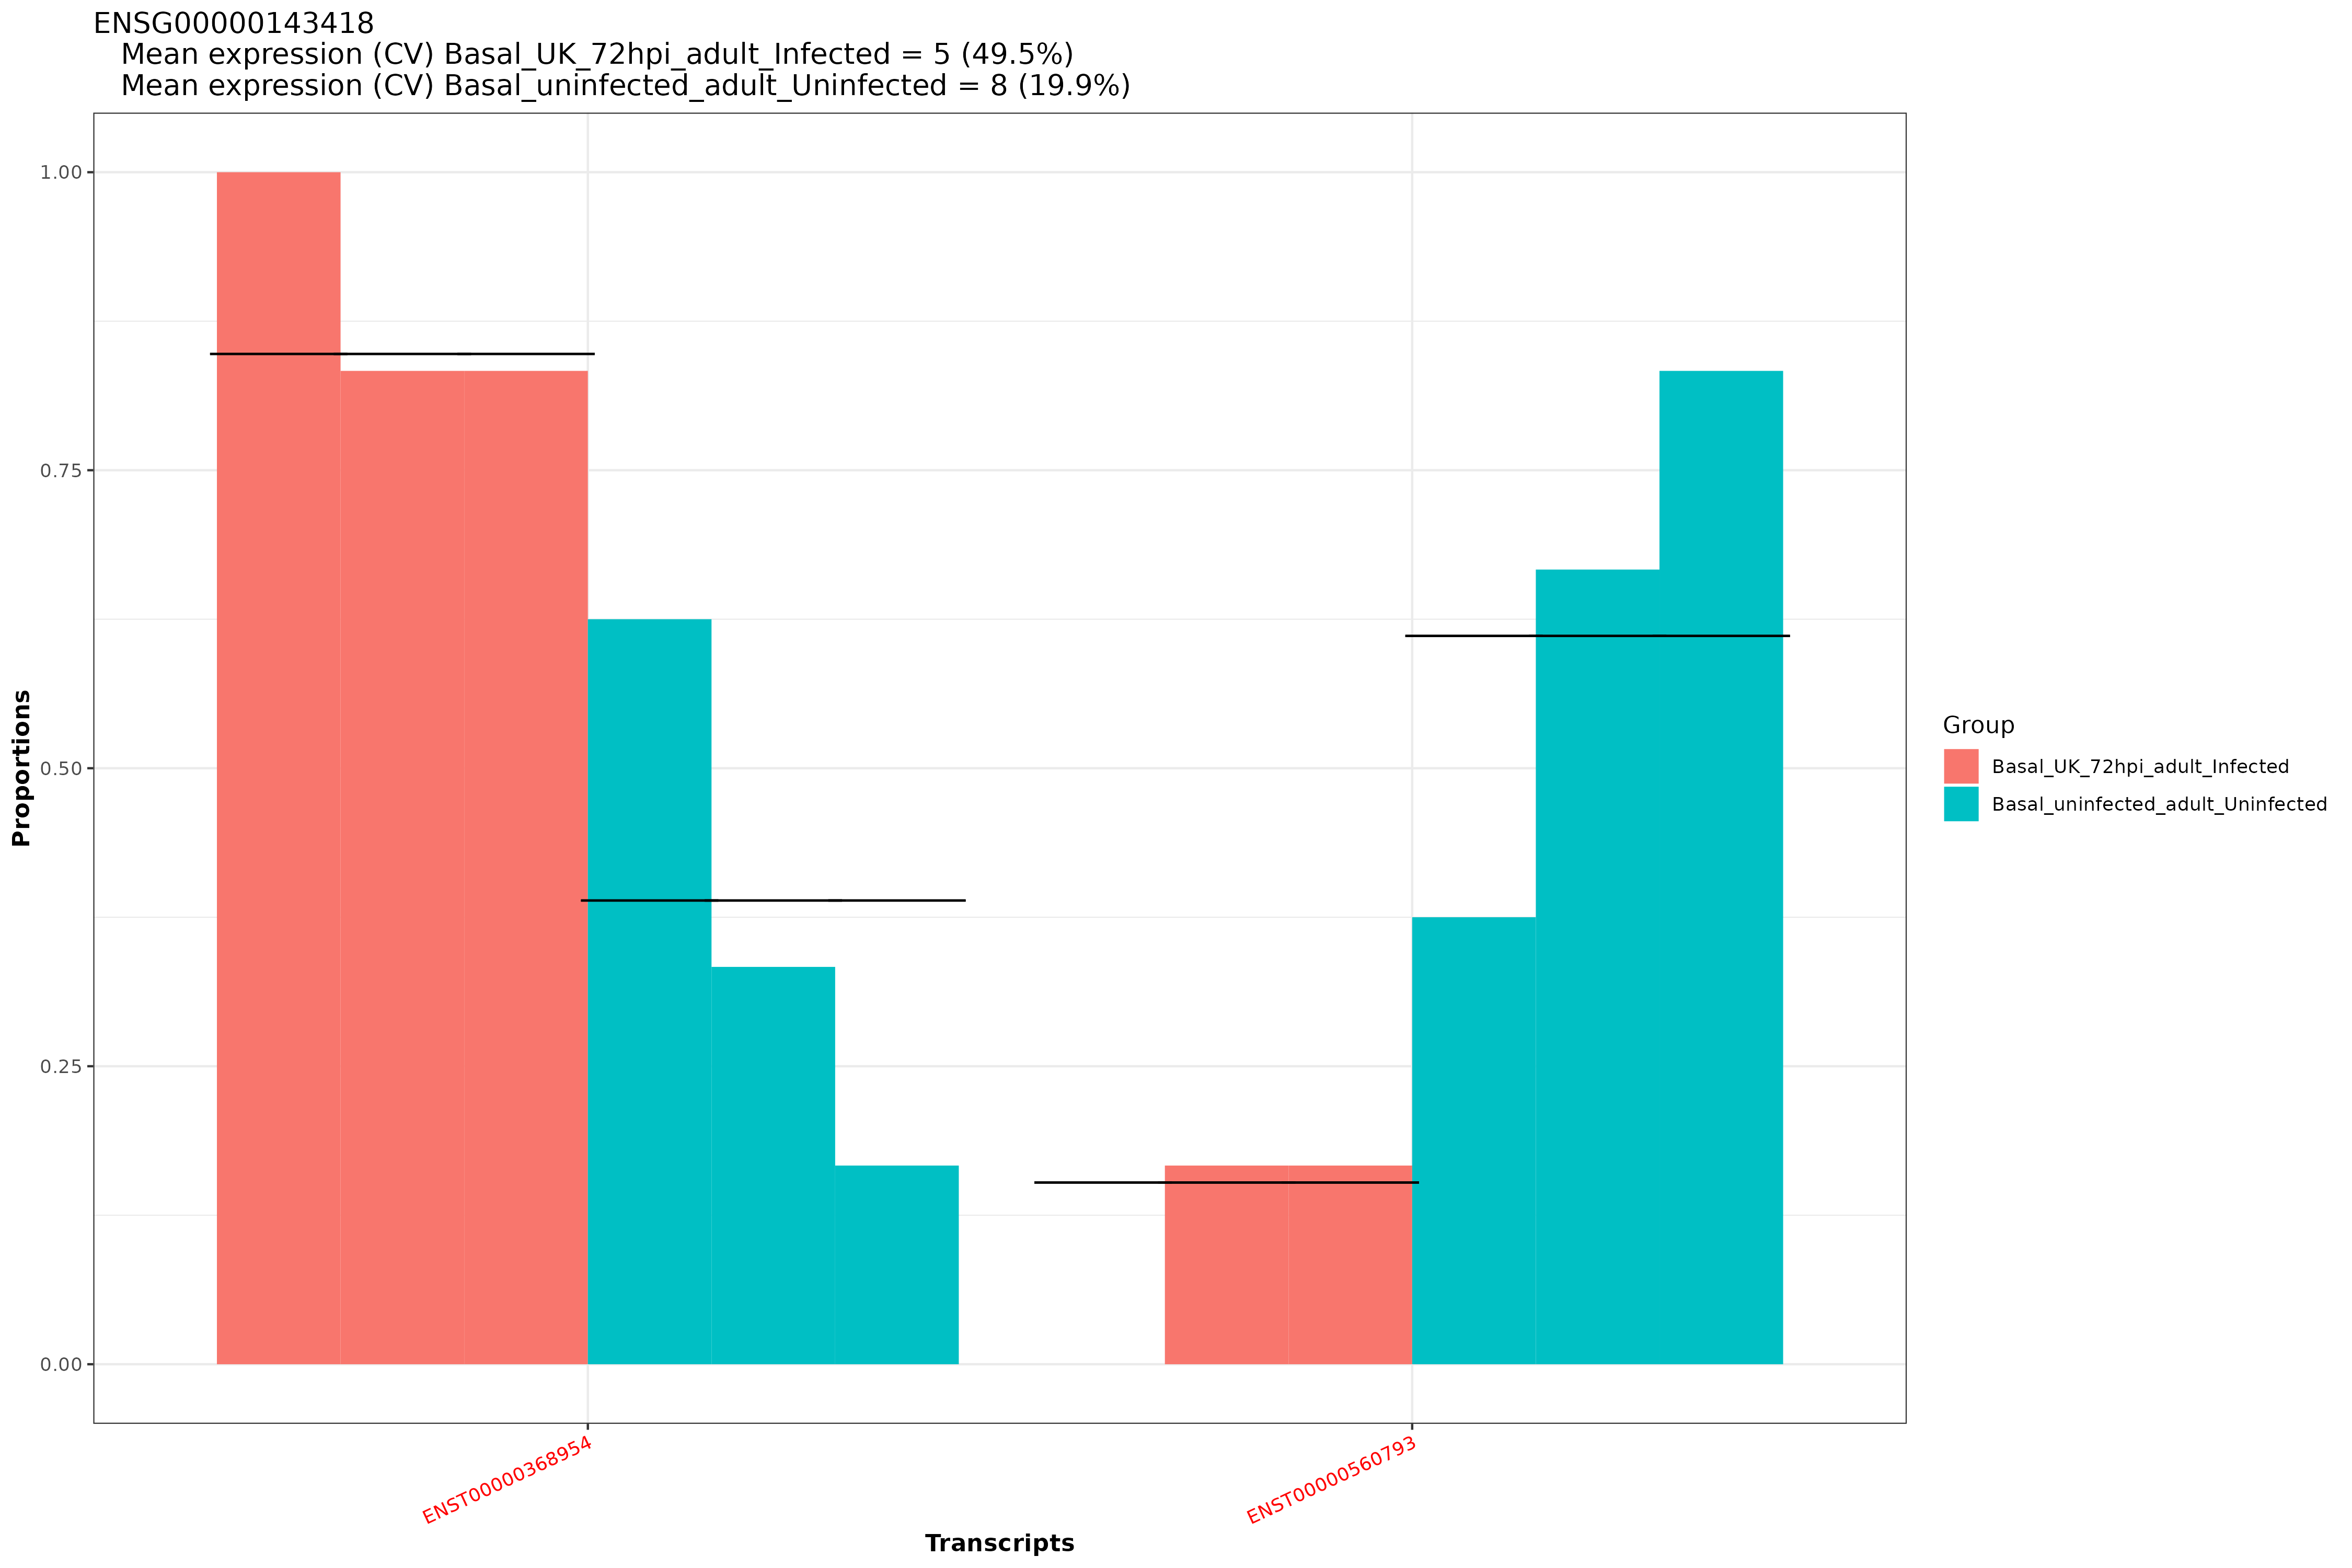 ENSG00000143418
Mean expression (CV) Basal_UK_72hpi_adult_Infected = 5 (49.5%)
Mean expression (CV) Basal_uninfected_adult_Uninfected = 8 (19.9%)
1.00
0.75
0.50
0.25
0.00
Proportions
ENST00000368954
ENST00000560793
Transcripts
Group
Basal_UK_72hpi_adult_Infected
Basal_uninfected_adult_Uninfected